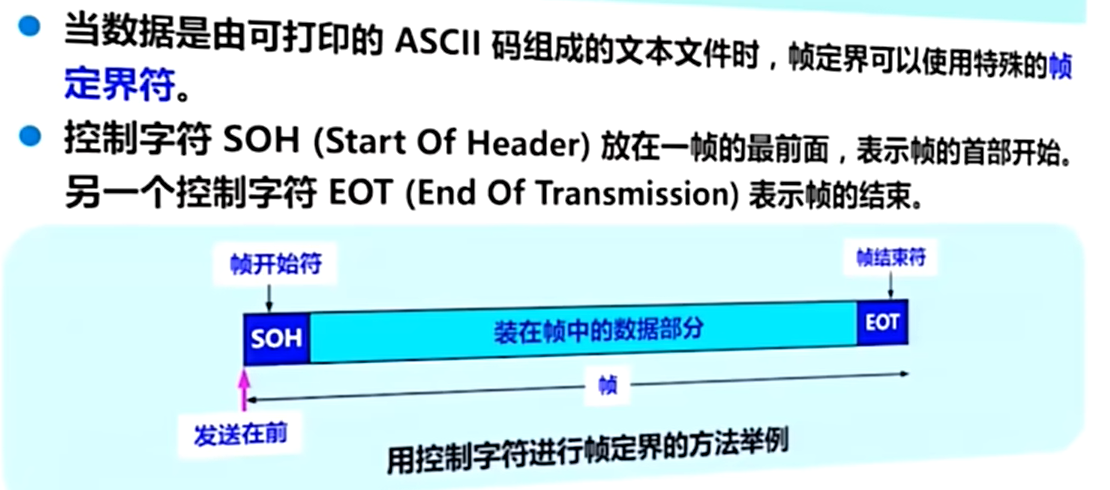 当数据是由可打印的 ASCII 码组成的文本文件时，帧定界可以使用特殊的帧
定界符。
控制字符 SOH (Start Of Header) 放在一帧的最前面，表示帧的首部开始。
另一个控制字符 EOT (End Of Transmission) 表示帧的结束。
帧开始符
帧结束符
SOH
装在帧中的数据部分
EOT
帧
发送在前
用控制字符进行帧定界的方法举例